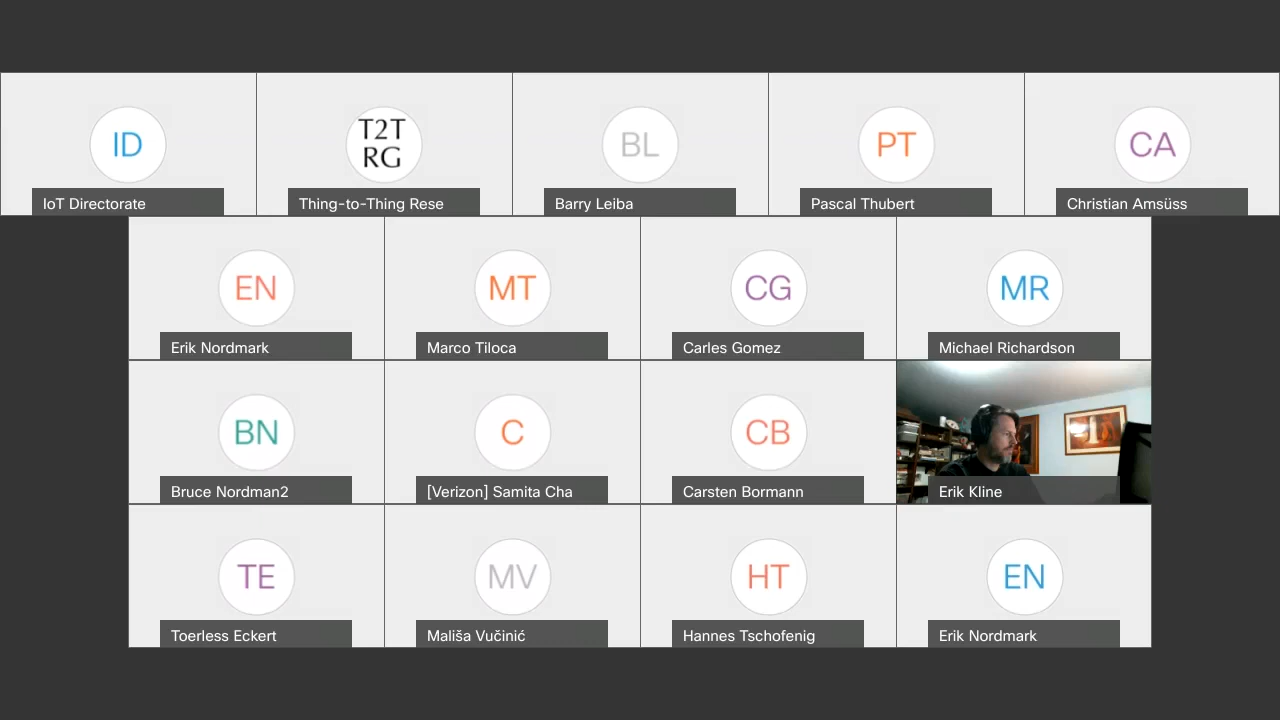 ID
T2T
RG
BL
PT
CA
IoT Directorate
Thing-to-Thing Rese
Barry Leiba
Pascal Thubert
Christian Amsüss
EN
MT
CG
MR
Erik Nordmark
Marco Tiloca
Carles Gomez
Michael Richardson
BN
C
CB
Bruce Nordman2
[Verizon] Samita Cha
Carsten Bormann
Erik Kline
TE
MV
HT
EN
Toerless Eckert
Mališa Vučinić
Hannes Tschofenig
Erik Nordmark